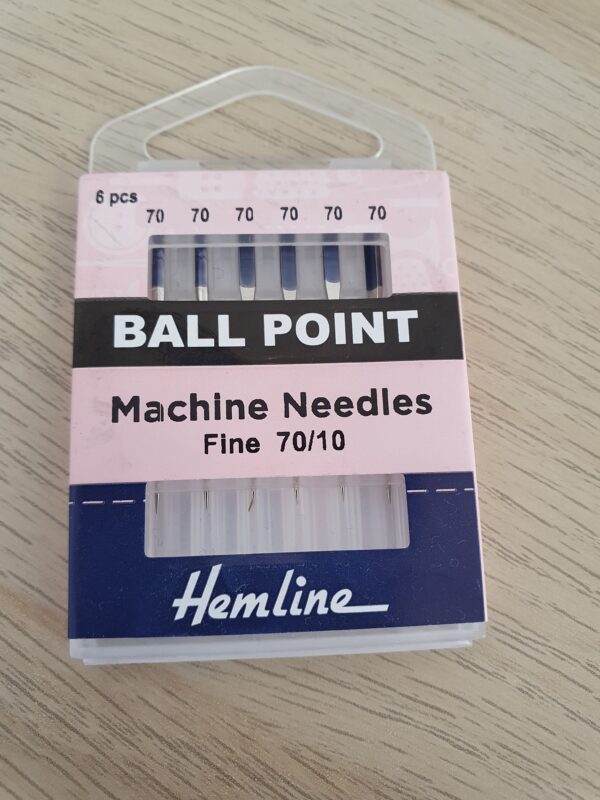 6 pcs
70 70 70 70 70 70
BALL POINT
Machine Needles
Fine 70/10
Hemline